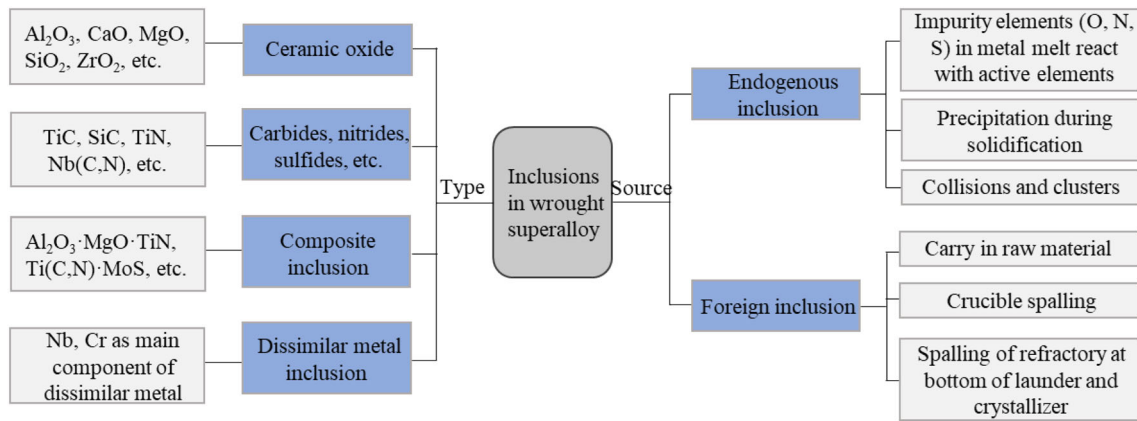 Al₂O₃, CaO, MgO,
SiO₂, ZrO₂, etc.
Ceramic oxide
TiC, SiC, TiN,
Nb(C,N), etc.
Carbides, nitrides,
sulfides, etc.
Al₂O₃·MgO·TiN,
Ti(C,N)·MoS, etc.
Composite
inclusion
Nb, Cr as main
component of
dissimilar metal
Dissimilar metal
inclusion
Type
Inclusions
in wrought
superalloy
Source
Endogenous
inclusion
Impurity elements (O, N,
S) in metal melt react
with active elements
Precipitation during
solidification
Collisions and clusters
Foreign inclusion
Carry in raw material
Crucible spalling
Spalling of refractory at
bottom of launder and
crystallizer